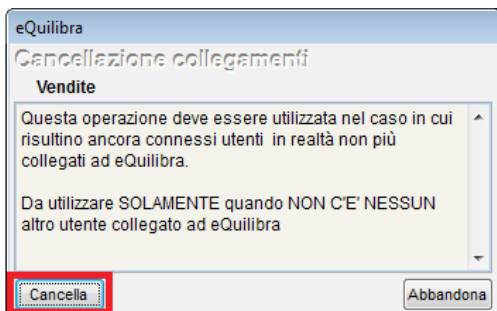 eQuilibra
Cancellazione collegamenti
Vendite
Questa operazione deve essere utilizzata nel caso in cui
risultino ancora connessi utenti in realtà non più
collegati ad eQuilibra.
Da utilizzare SOLAMENTE quando NON C'E' NESSUN
altro utente collegato ad eQuilibra
Cancella Abbandona